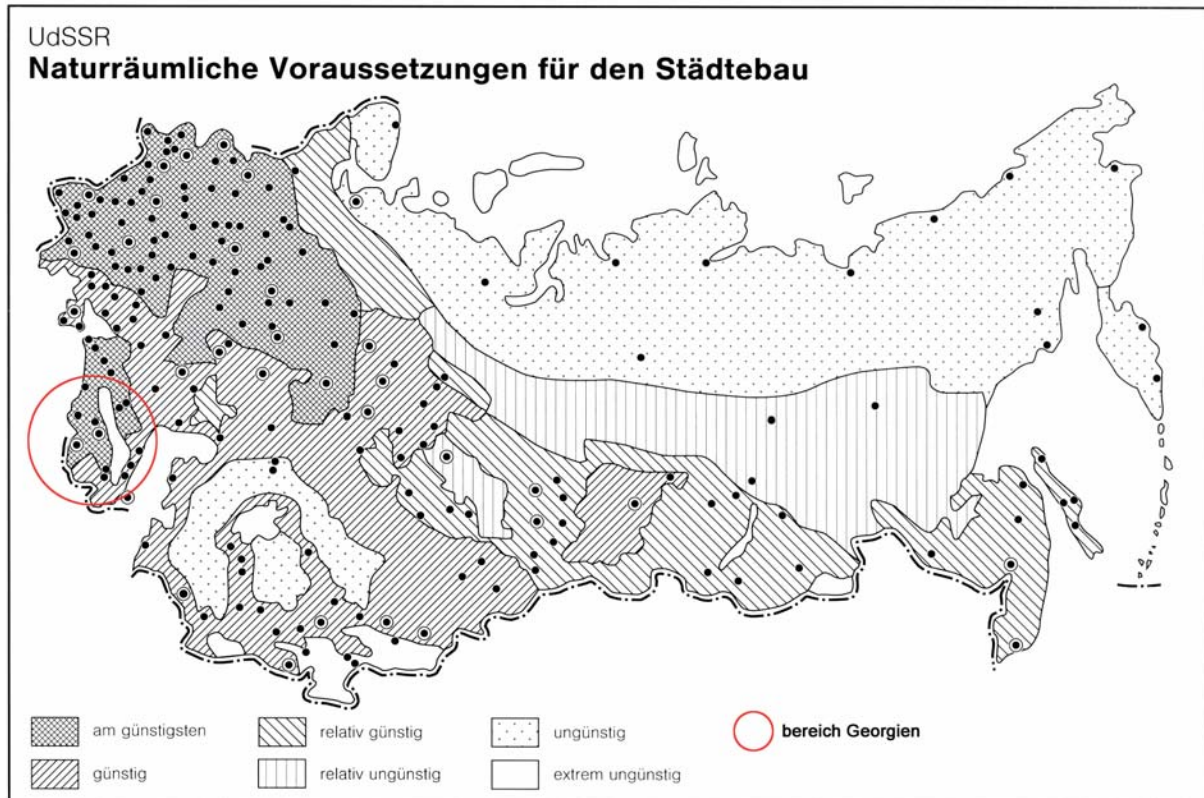 UdSSR
Naturräumliche Voraussetzungen für den Städtebau
am günstigsten
relativ günstig
ungünstig
bereich Georgien
günstig
relativ ungünstig
extrem ungünstig